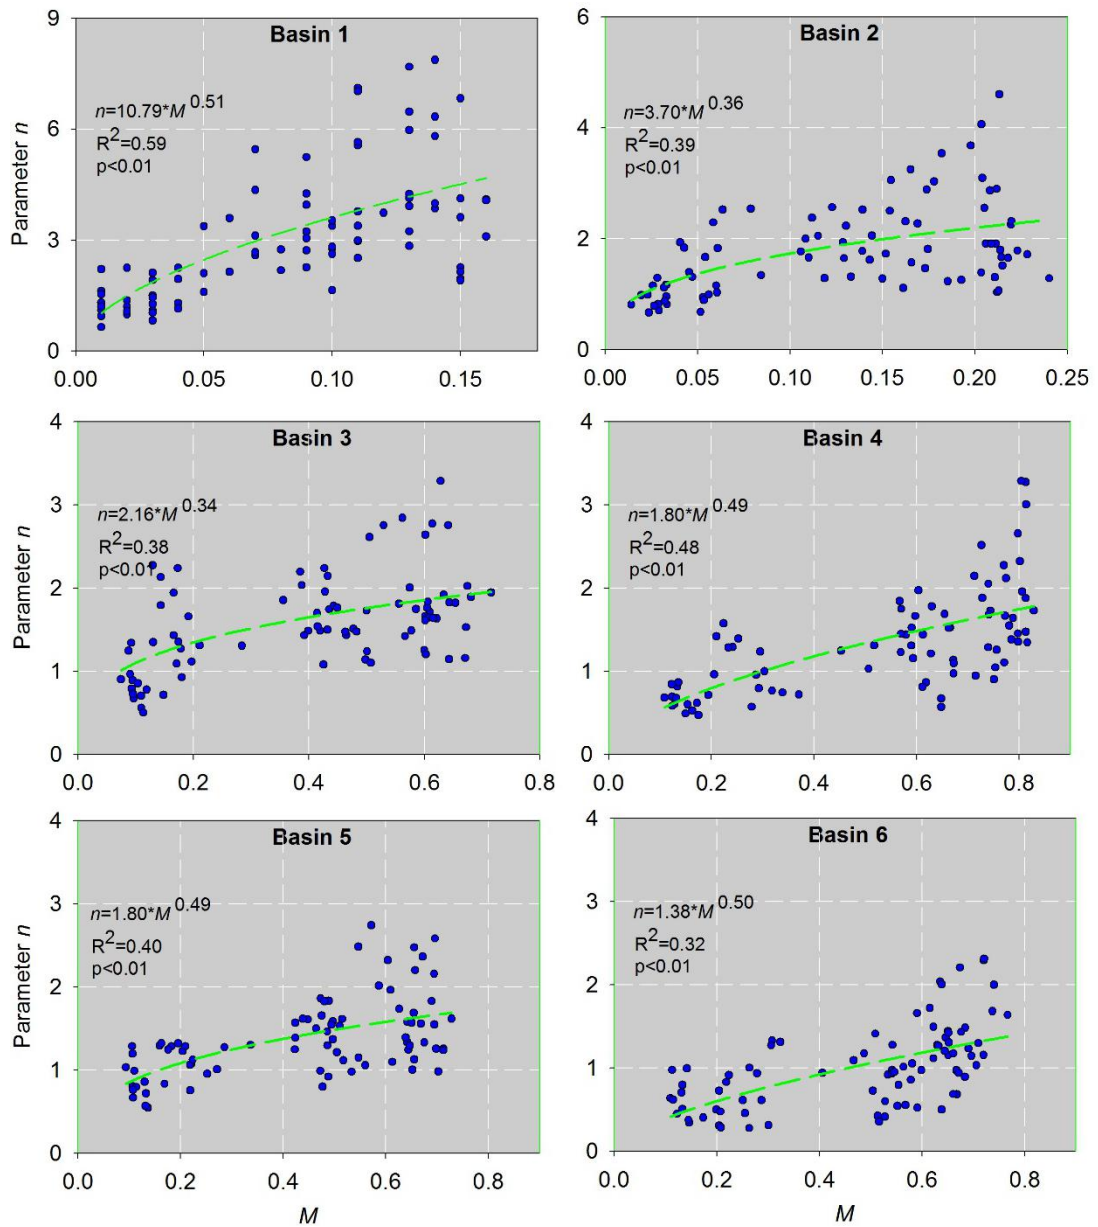 Basin 1
n=10.79*M^0.51
R^2=0.59
p<0.01
Parameter n
9
6
3
0
0.00 0.05 0.10 0.15
Basin 2
n=3.70*M^0.36
R^2=0.39
p<0.01
6
4
2
0
0.00 0.05 0.10 0.15 0.20 0.25
Basin 3
n=2.16*M^0.34
R^2=0.38
p<0.01
Parameter n
4
3
2
1
0
0.0 0.2 0.4 0.6 0.8
Basin 4
n=1.80*M^0.49
R^2=0.48
p<0.01
4
3
2
1
0
0.0 0.2 0.4 0.6 0.8
Basin 5
n=1.80*M^0.49
R^2=0.40
p<0.01
Parameter n
4
3
2
1
0
0.0 0.2 0.4 0.6 0.8
M
Basin 6
n=1.38*M^0.50
R^2=0.32
p<0.01
4
3
2
1
0
0.0 0.2 0.4 0.6 0.8
M